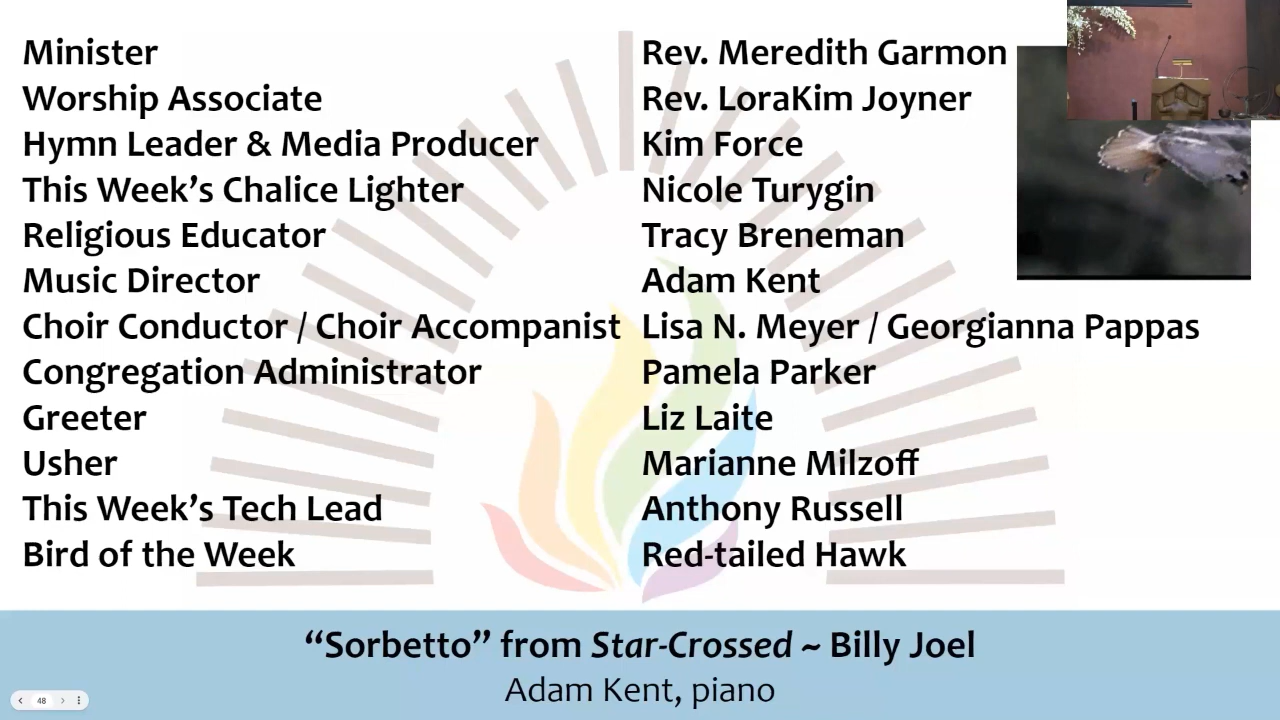 Minister Rev. Meredith Garmon
Worship Associate Rev. LoraKim Joyner
Hymn Leader & Media Producer Kim Force
This Week’s Chalice Lighter Nicole Turygin
Religious Educator Tracy Breneman
Music Director Adam Kent
Choir Conductor / Choir Accompanist Lisa N. Meyer / Georgianna Pappas
Congregation Administrator Pamela Parker
Greeter Liz Laite
Usher Marianne Milzoff
This Week’s Tech Lead Anthony Russell
Bird of the Week Red-tailed Hawk
“Sorbetto” from Star-Crossed ~ Billy Joel
Adam Kent, piano
48